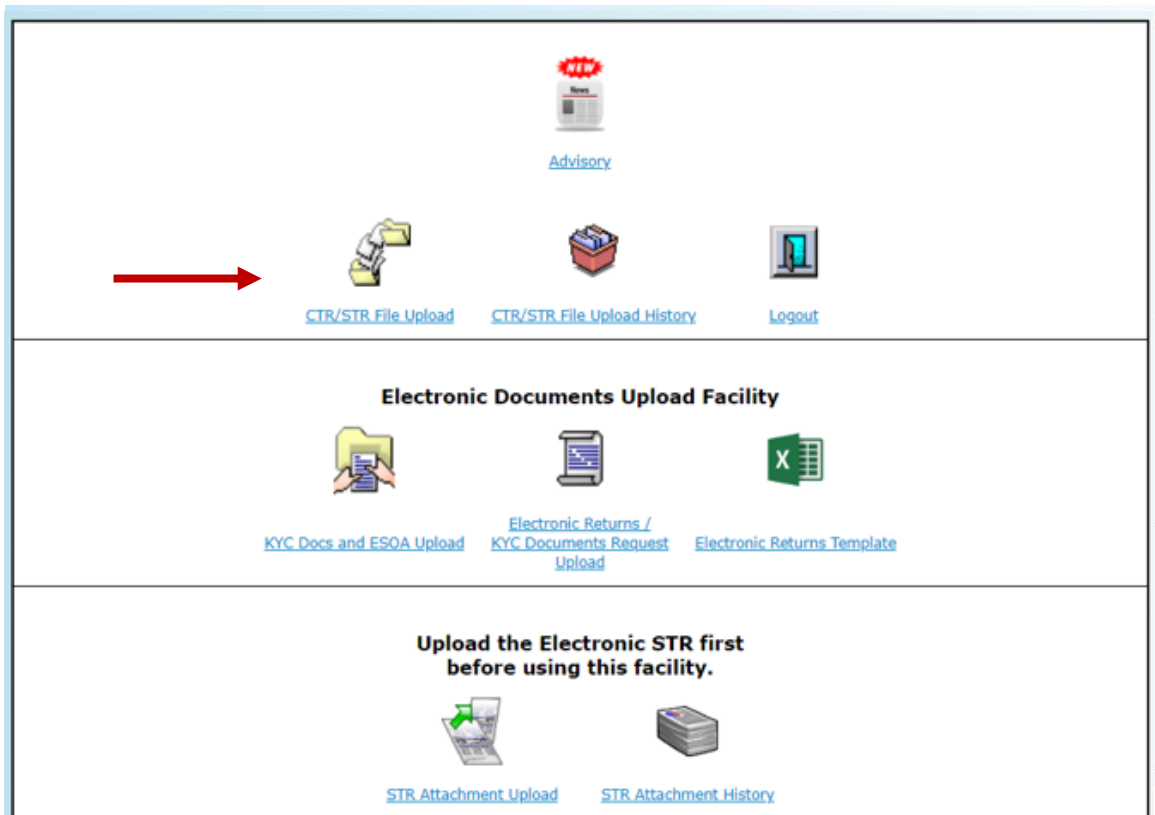 NEW
News
Advisory
CTR/STR File Upload
CTR/STR File Upload History
Logout
Electronic Documents Upload Facility
X
KYC Docs and ESOA Upload
Electronic Returns /
KYC Documents Request
Upload
Electronic Returns Template
Upload the Electronic STR first
before using this facility.
STR Attachment Upload
STR Attachment History